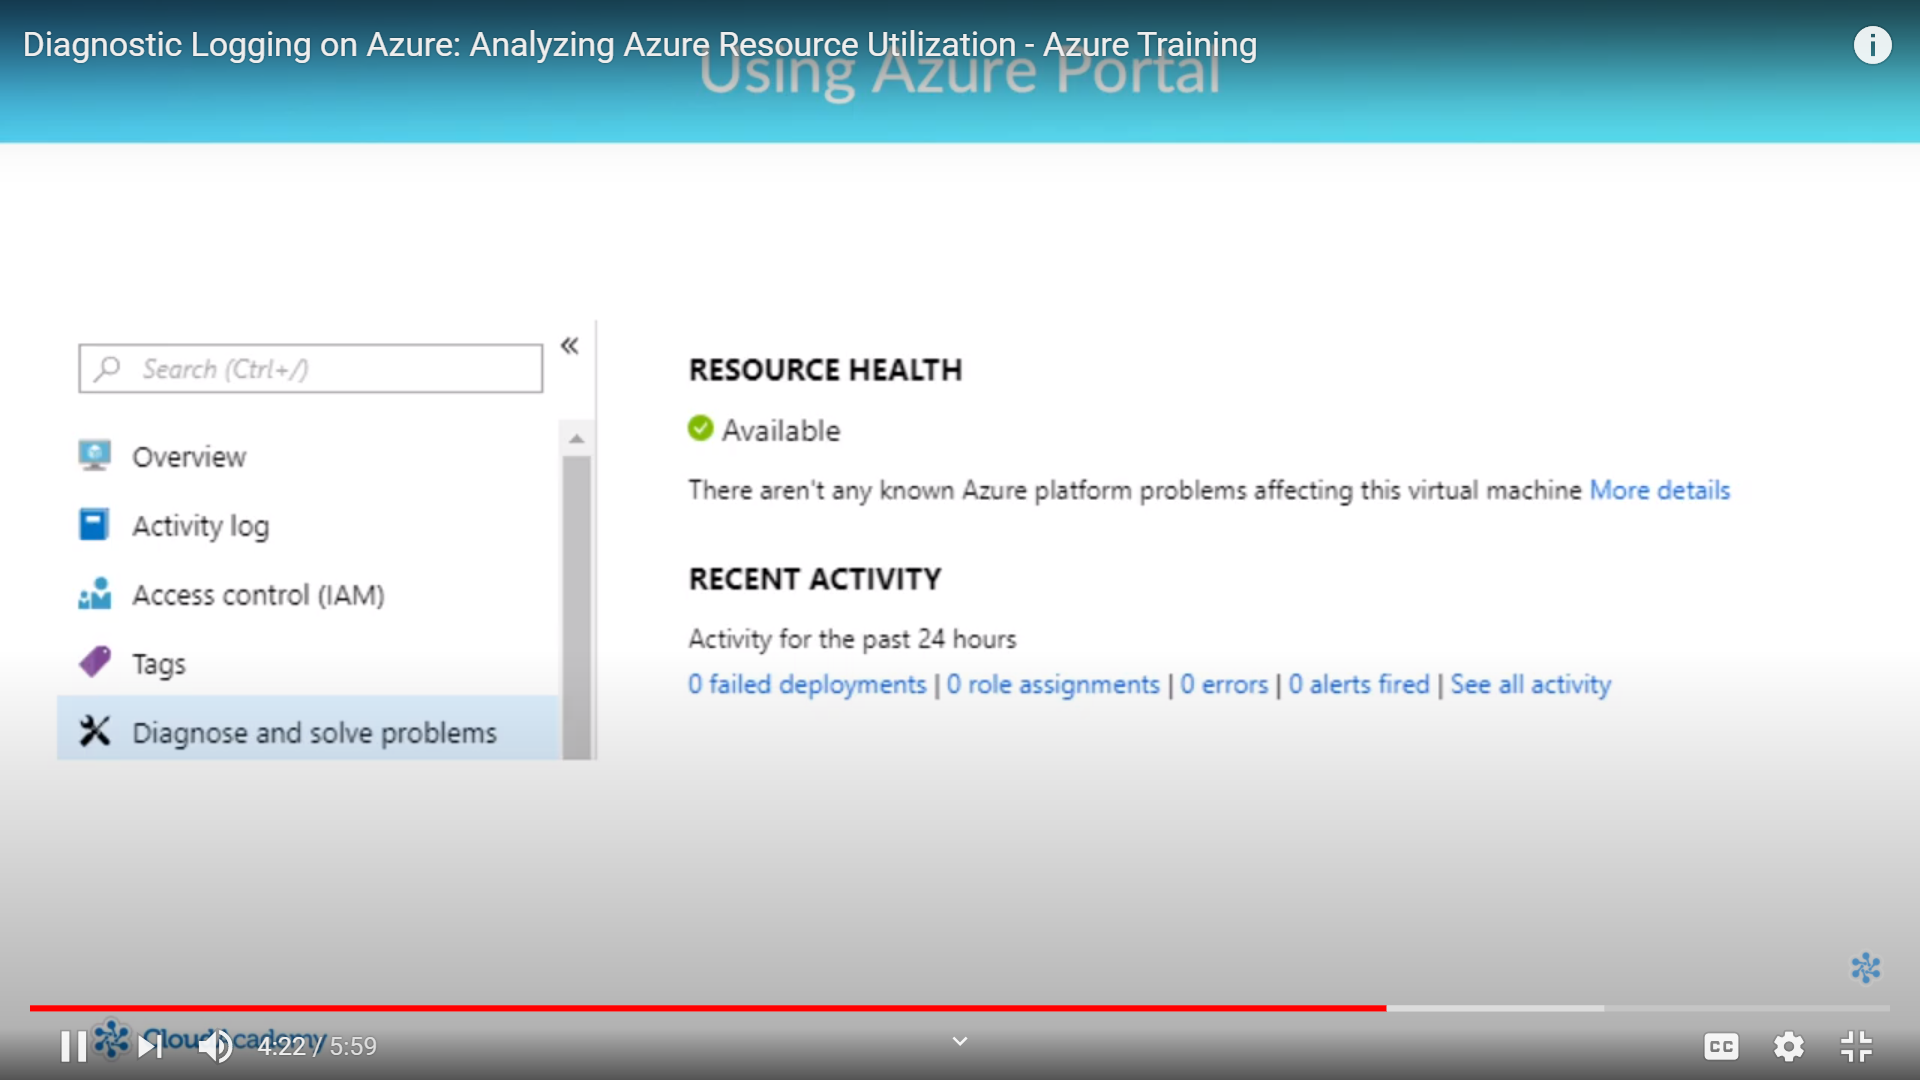 Diagnostic Logging on Azure: Analyzing Azure Resource Utilization - Azure Training
Using Azure Portal
Search (Ctrl+/)
Overview
Activity log
Access control (IAM)
Tags
Diagnose and solve problems
RESOURCE HEALTH
Available
There aren't any known Azure platform problems affecting this virtual machine More details
RECENT ACTIVITY
Activity for the past 24 hours
0 failed deployments | 0 role assignments | 0 errors | 0 alerts fired | See all activity
CloudAcademy
4:22 / 5:59
CC